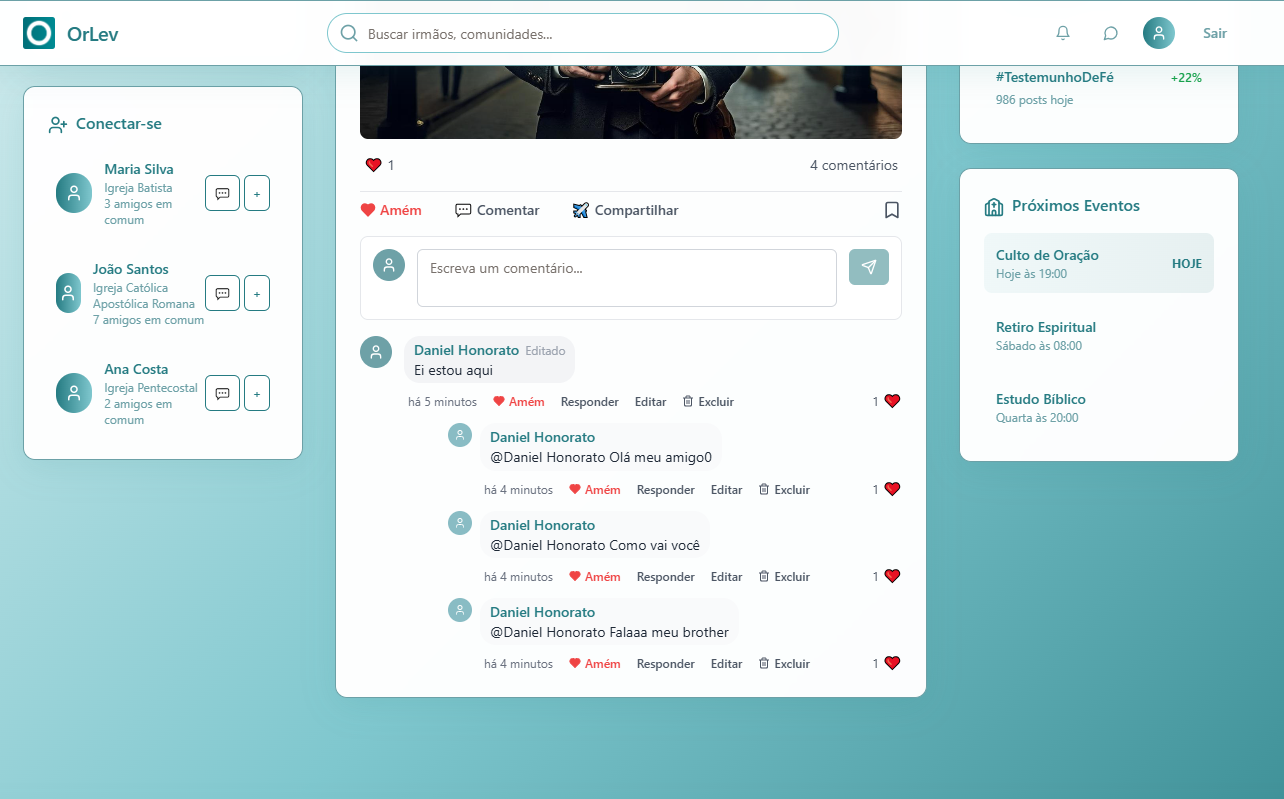 OrLev
Buscar irmãos, comunidades...
Sair
Conectar-se
Maria Silva
Igreja Batista
3 amigos em
comum
+
João Santos
Igreja Católica
Apostólica Romana
7 amigos em comum
+
Ana Costa
Igreja Pentecostal
2 amigos em
comum
+
1
4 comentários
Amém
Comentar
Compartilhar
Escreva um comentário...
Daniel Honorato Editado
Ei estou aqui
há 5 minutos Amém Responder Editar Excluir 1
Daniel Honorato
@Daniel Honorato Olá meu amigo0
há 4 minutos Amém Responder Editar Excluir 1
Daniel Honorato
@Daniel Honorato Como vai você
há 4 minutos Amém Responder Editar Excluir 1
Daniel Honorato
@Daniel Honorato Falaaa meu brother
há 4 minutos Amém Responder Editar Excluir 1
#TestemunhoDeFé +22%
986 posts hoje
Próximos Eventos
Culto de Oração
Hoje às 19:00
HOJE
Retiro Espiritual
Sábado às 08:00
Estudo Bíblico
Quarta às 20:00